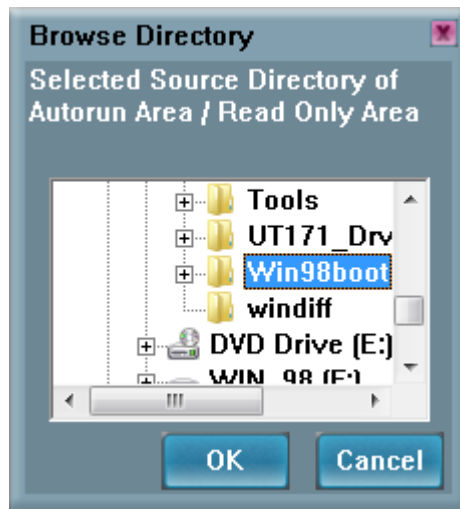 Browse Directory
Selected Source Directory of
Autorun Area / Read Only Area
Tools
UT171_Drv
Win98boot
windiff
DVD Drive (E:)
WIN_98 (F:)
OK
Cancel